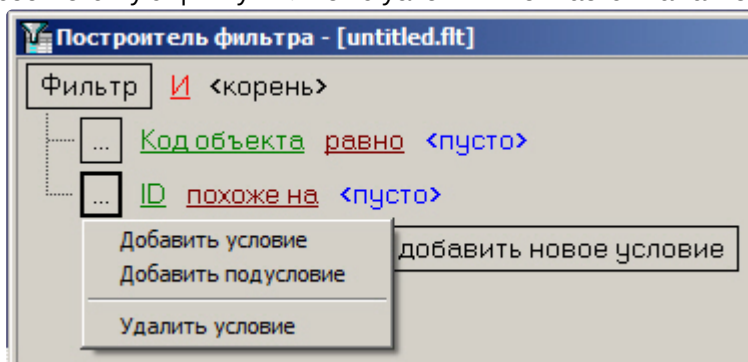 Построитель фильтра - [untitled.flt]
Фильтр И <корень>
... Код объекта равно <пусто>
... ID похоже на <пусто>
Добавить условие
добавить новое условие
Добавить подусловие
Удалить условие